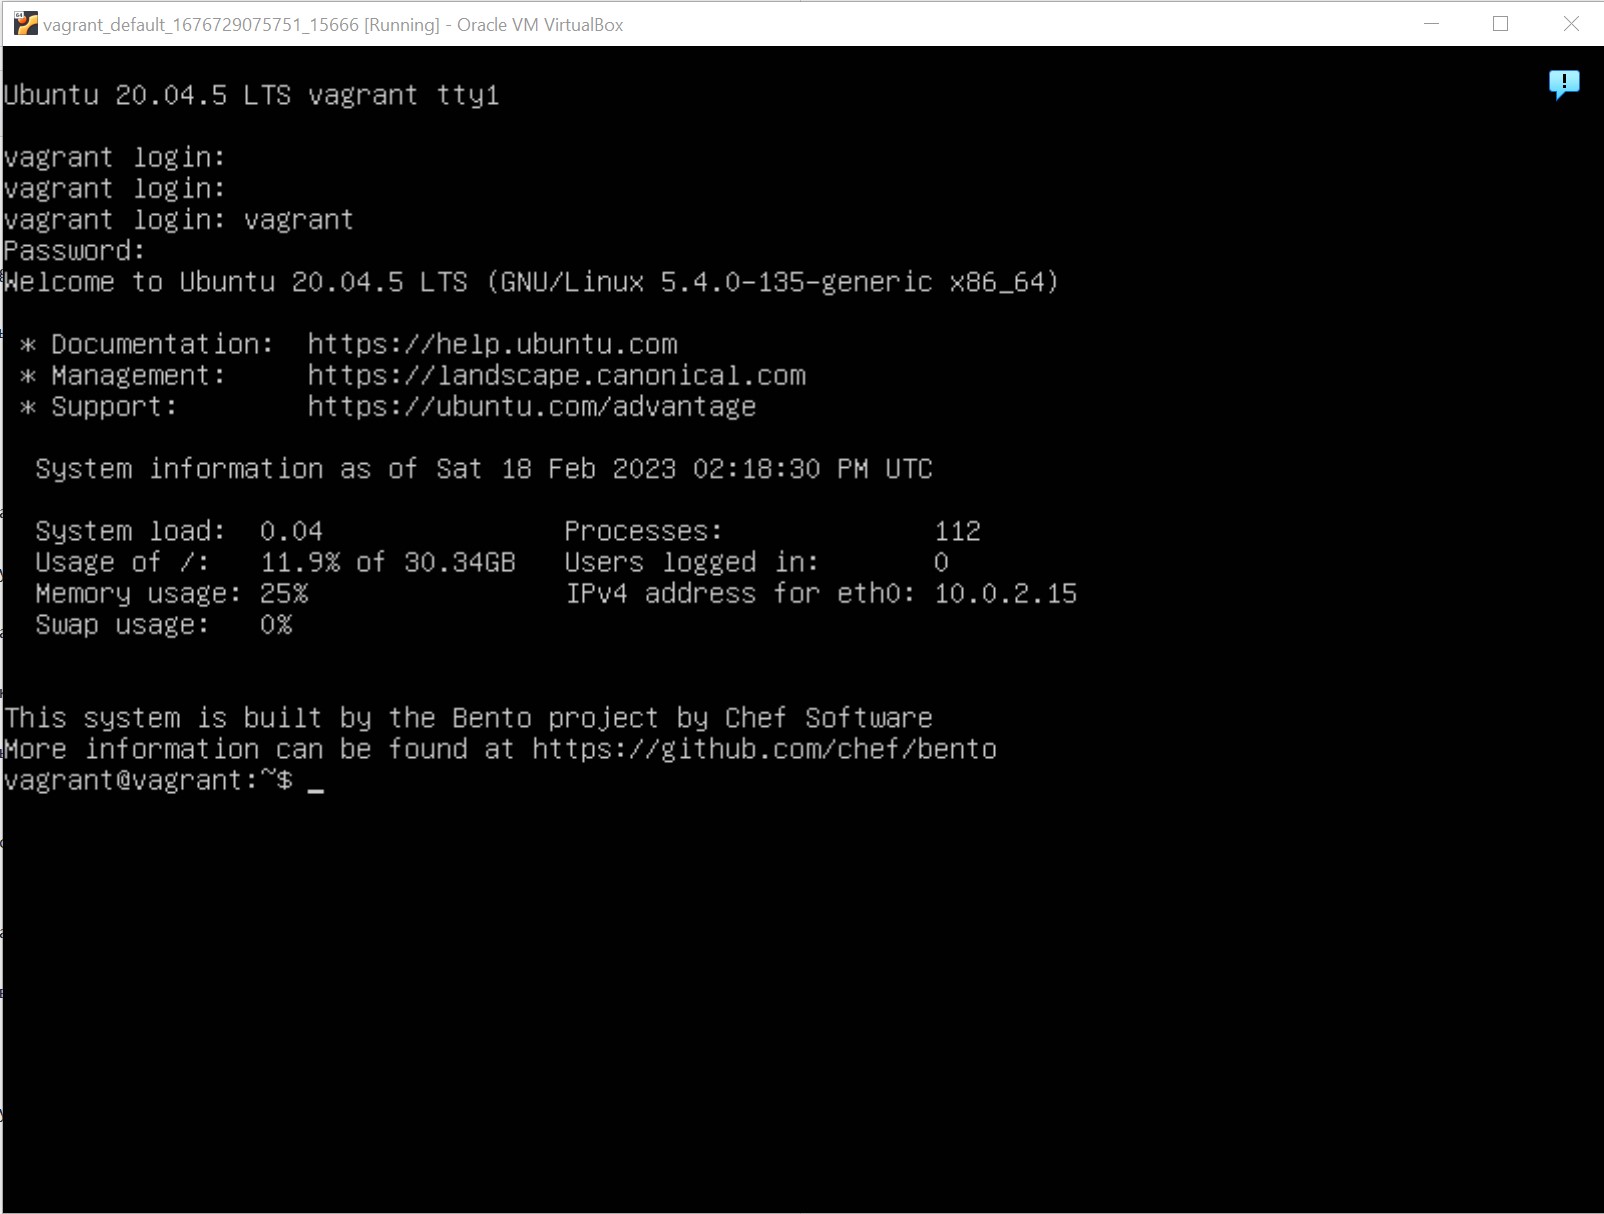 vagrant_default_1676729075751_15666 [Running] - Oracle VM VirtualBox
Ubuntu 20.04.5 LTS vagrant tty1
vagrant login:
vagrant login:
vagrant login: vagrant
Password:
Welcome to Ubuntu 20.04.5 LTS (GNU/Linux 5.4.0-135-generic x86_64)
* Documentation:  https://help.ubuntu.com
* Management:     https://landscape.canonical.com
* Support:        https://ubuntu.com/advantage
System information as of Sat 18 Feb 2023 02:18:30 PM UTC
System load:  0.04               Processes:             112
Usage of /:   11.9% of 30.34GB   Users logged in:       0
Memory usage: 25%                IPv4 address for eth0: 10.0.2.15
Swap usage:   0%
This system is built by the Bento project by Chef Software
More information can be found at https://github.com/chef/bento
vagrant@vagrant:~$ _